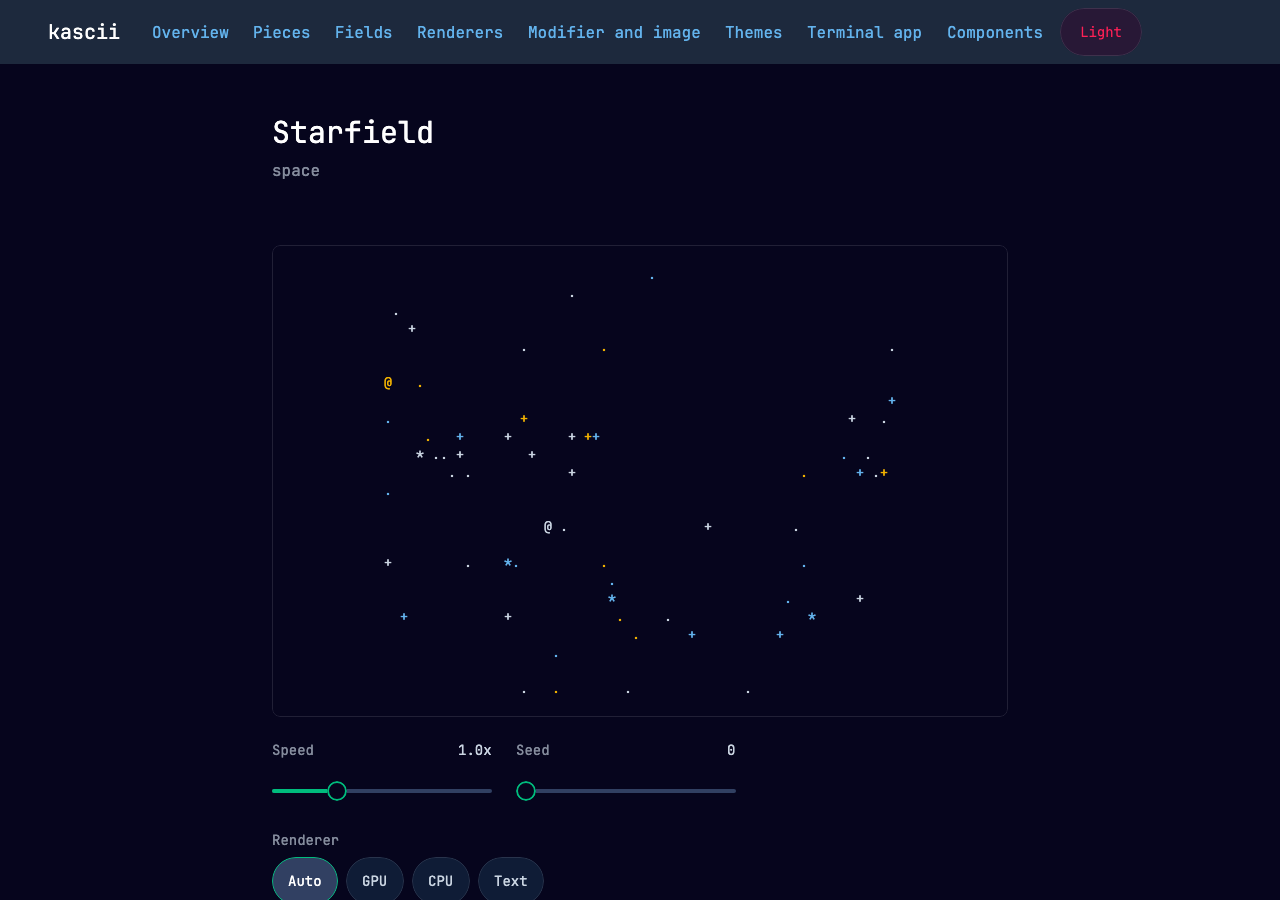 kascii Overview Pieces Fields Renderers Modifier and image Themes Terminal app Components Light
Starfield
space
.
.
.
+
. . .
@ .
+
. + + .
. + + + ++
* .. + + . .
. . + . + .+
.
@ . + .
+ . *. . .
.
* . +
+ + . . *
. + +
.
. . . .
Speed 1.0x Seed 0
Renderer
Auto GPU CPU Text